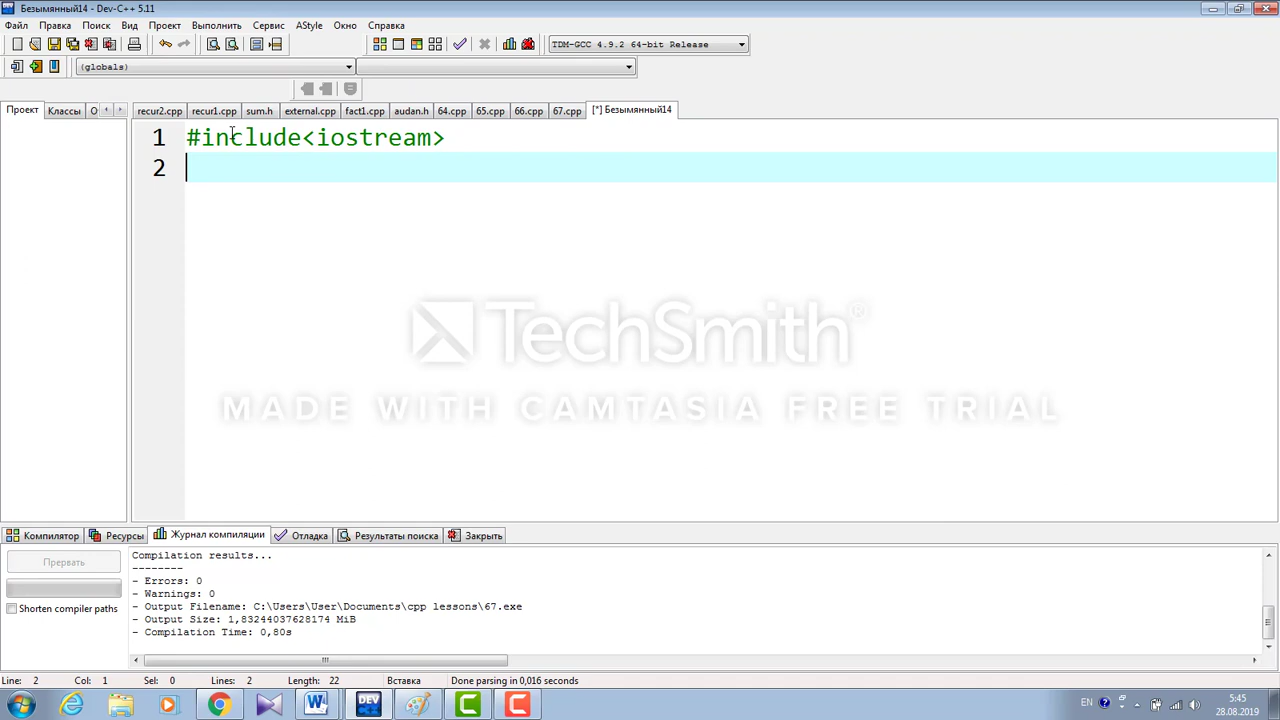 Безымянный14 - Dev-C++ 5.11
Файл Правка Поиск Вид Проект Выполнить Сервис AStyle Окно Справка
TDM-GCC 4.9.2 64-bit Release
(globals)
Проект Классы О recur2.cpp recur1.cpp sum.h external.cpp fact1.cpp audan.h 64.cpp 65.cpp 66.cpp 67.cpp [*] Безымянный14
1 #include<iostream>
2
TechSmith®
MADE WITH CAMTASIA FREE TRIAL
Компилятор Ресурсы Журнал компиляции Отладка Результаты поиска Закрыть
Прервать
Shorten compiler paths
Compilation results...
--------
- Errors: 0
- Warnings: 0
- Output Filename: C:\Users\User\Documents\cpp lessons\67.exe
- Output Size: 1,83244037628174 MiB
- Compilation Time: 0,80s
Line: 2 Col: 1 Sel: 0 Lines: 2 Length: 22 Вставка Done parsing in 0,016 seconds
DEV
EN
5:45
28.08.2019